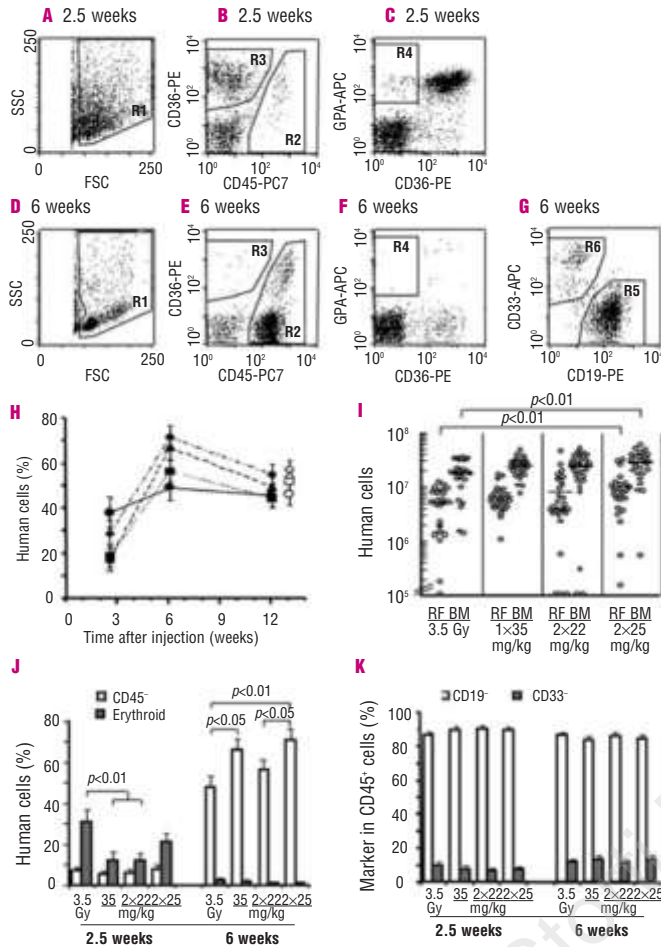 A 2.5 weeks
B 2.5 weeks
C 2.5 weeks
SSC
250
0
R1
0
250
FSC
CD36-PE
10⁴
10²
10⁰
R3
R2
10⁰ 10² 10⁴
CD45-PC7
GPA-APC
10⁴
10²
10⁰
R4
10⁰ 10² 10⁴
CD36-PE
D 6 weeks
E 6 weeks
F 6 weeks
G 6 weeks
SSC
250
0
R1
0
250
FSC
CD36-PE
10⁴
10²
10⁰
R3
R2
10⁰ 10² 10⁴
CD45-PC7
GPA-APC
10⁴
10²
10⁰
R4
10⁰ 10² 10⁴
CD36-PE
CD33-APC
10⁴
10²
10⁰
R6
R5
10⁰ 10² 10⁴
CD19-PE
H
Human cells (%)
80
60
40
20
0
0 3 6 9 12
Time after injection (weeks)
I
p<0.01
p<0.01
Human cells
10⁸
10⁷
10⁶
10⁵
RF BM RF BM RF BM RF BM
3.5 Gy 1×35 2×22 2×25
mg/kg mg/kg mg/kg
J
CD45⁻
Erythroid
p<0.01
p<0.05
p<0.05
p<0.01
Human cells (%)
80
60
40
20
0
3.5 35 2×222×25 3.5 35 2×222×25
Gy mg/kg Gy mg/kg
2.5 weeks 6 weeks
K
CD19⁻ CD33⁻
Marker in CD45⁺ cells (%)
100
80
60
40
20
0
3.5 35 2×222×25 3.5 35 2×222×25
Gy mg/kg Gy mg/kg
2.5 weeks 6 weeks